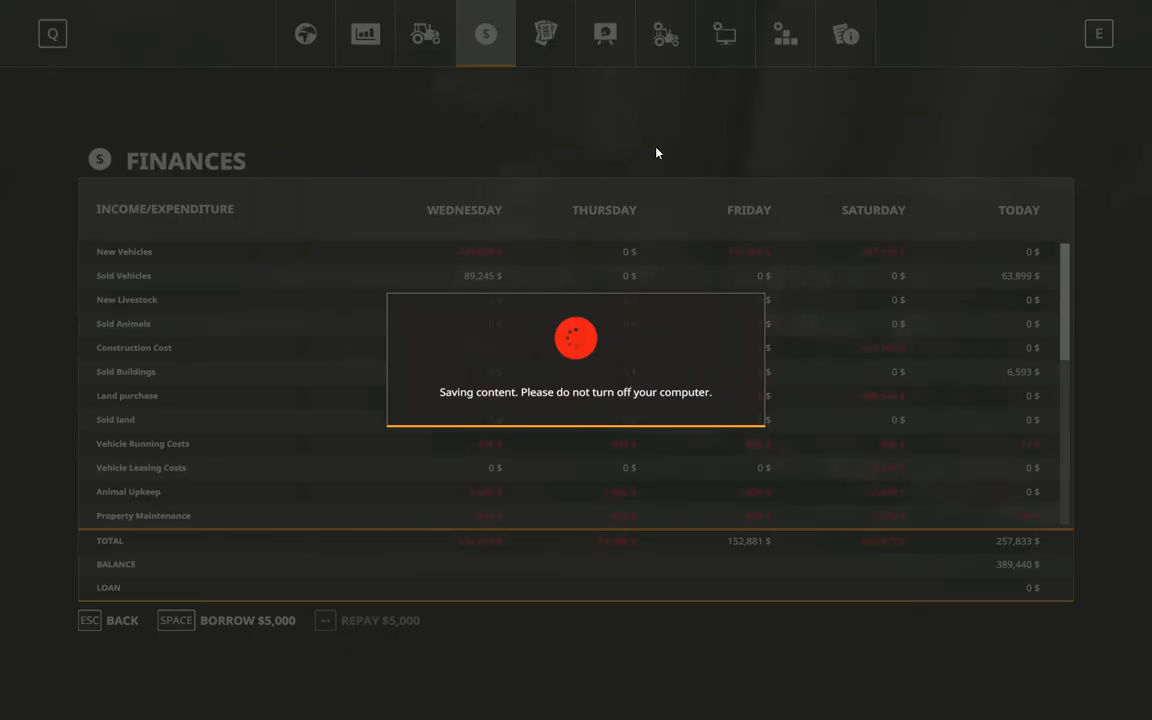 Q
E
FINANCES
INCOME/EXPENDITURE WEDNESDAY THURSDAY FRIDAY SATURDAY TODAY
New Vehicles 0 $ 0 $
Sold Vehicles 89,245 $ 0 $ 0 $ 0 $ 63,899 $
New Livestock $ 0 $ 0 $
Sold Animals $ 0 $ 0 $
Construction Cost $ 0 $
Sold Buildings $ 0 $ 6,593 $
Land purchase $ 0 $
Sold land $ 0 $ 0 $
Vehicle Running Costs
Vehicle Leasing Costs 0 $ 0 $ 0 $ 0 $
Animal Upkeep 0 $
Property Maintenance
Saving content. Please do not turn off your computer.
TOTAL 152,881 $ 257,833 $
BALANCE 389,440 $
LOAN 0 $
ESC BACK SPACE BORROW $5,000 REPAY $5,000